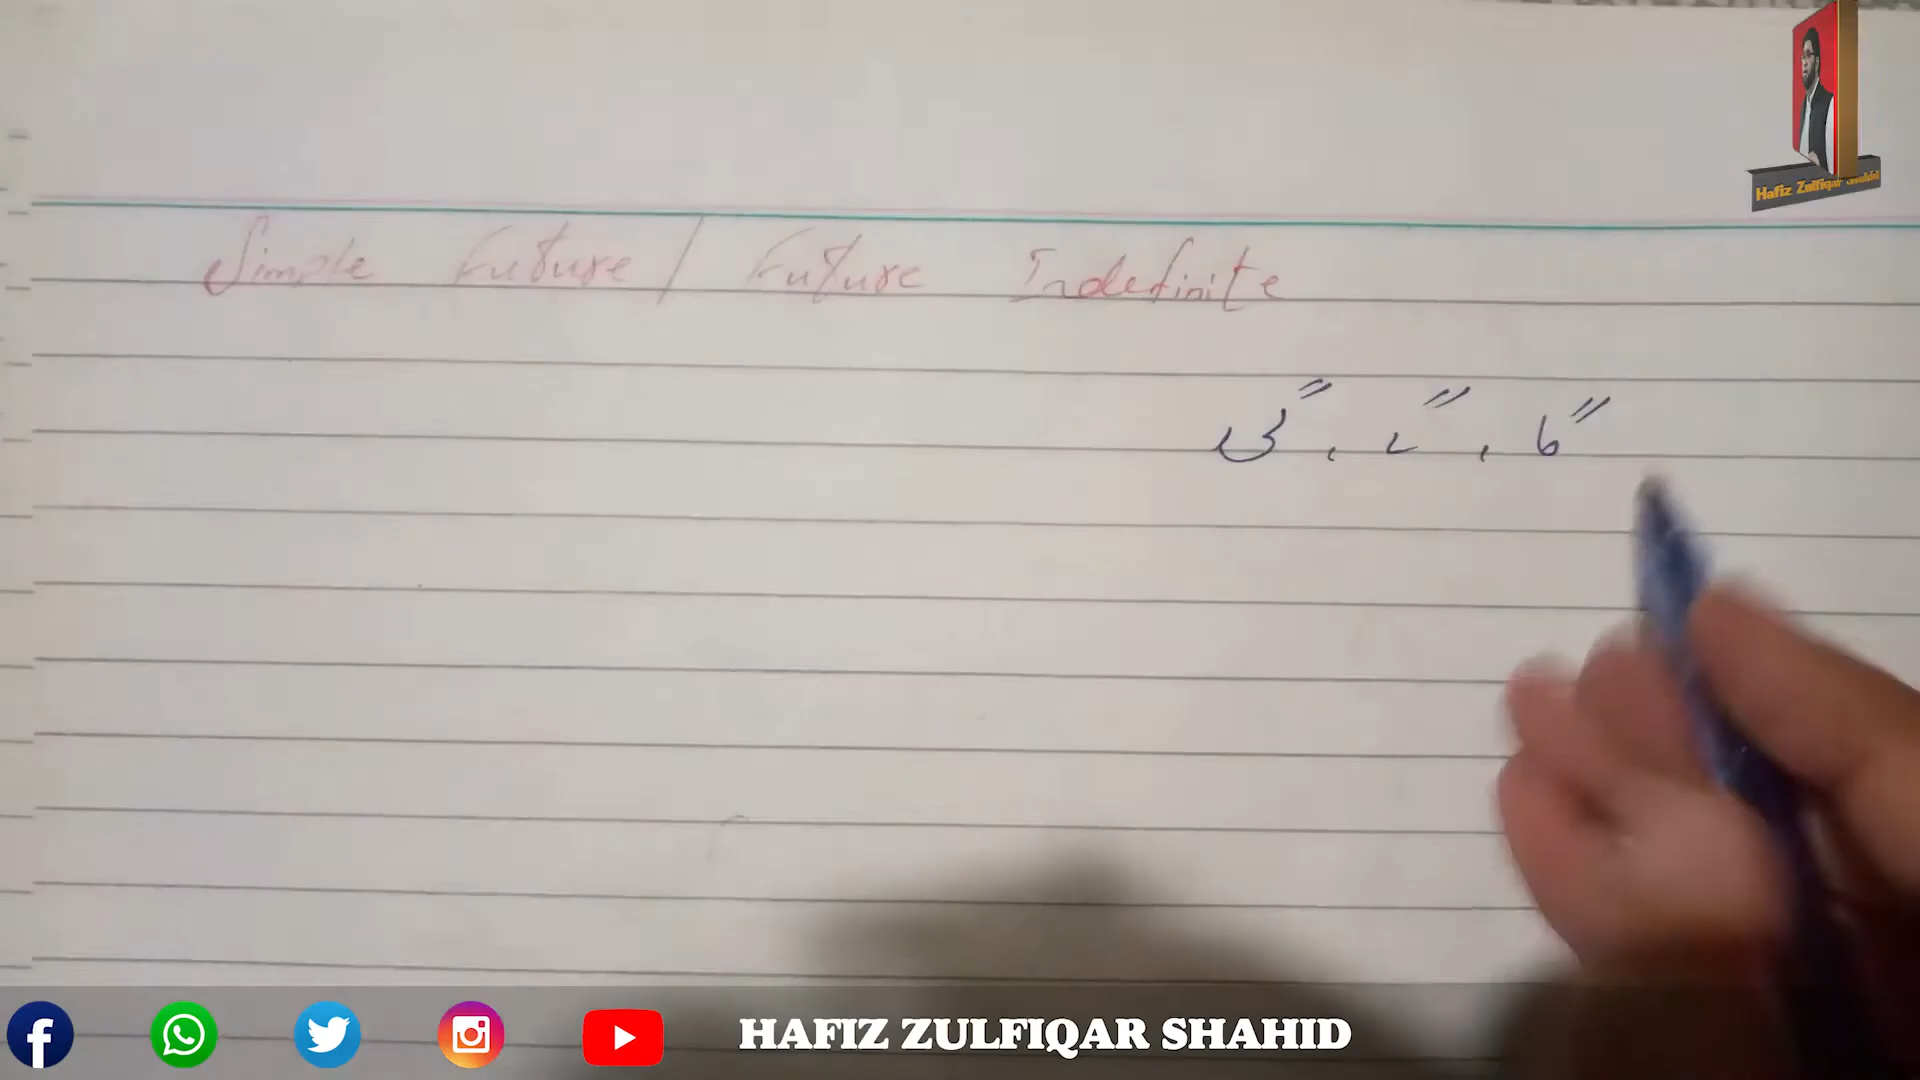 Hafiz Zulfiqar Shahid
Simple Future / Future Indefinite
گا ، گے ، گی
HAFIZ ZULFIQAR SHAHID